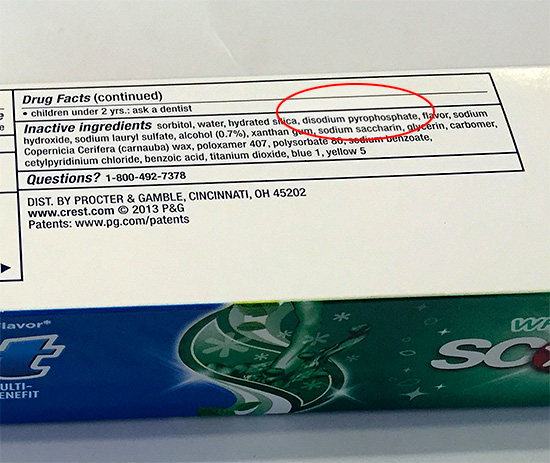 Drug Facts (continued)
• children under 2 yrs.: ask a dentist
Inactive ingredients sorbitol, water, hydrated silica, disodium pyrophosphate, flavor, sodium
hydroxide, sodium lauryl sulfate, alcohol (0.7%), xanthan gum, sodium saccharin, glycerin, carbomer,
Copernicia Cerifera (carnauba) wax, poloxamer 407, polysorbate 80, sodium benzoate,
cetylpyridinium chloride, benzoic acid, titanium dioxide, blue 1, yellow 5
Questions? 1-800-492-7378
DIST. BY PROCTER & GAMBLE, CINCINNATI, OH 45202
www.crest.com © 2013 P&G
Patents: www.pg.com/patents
flavor*